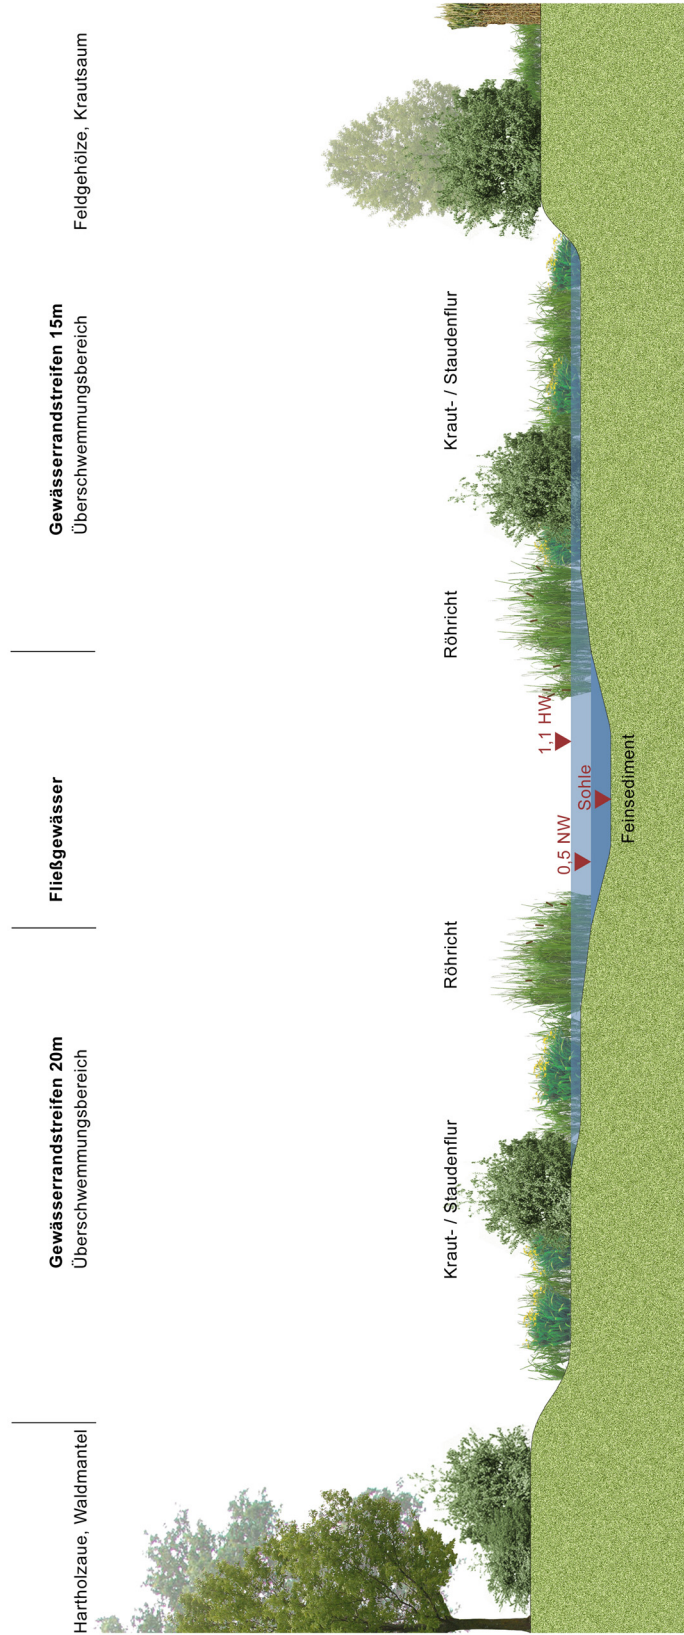 Hartholzaue, Waldmantel
Gewässerrandstreifen 20m
Überschwemmungsbereich
Fließgewässer
Gewässerrandstreifen 15m
Überschwemmungsbereich
Feldgehölze, Krautsaum
Kraut- / Staudenflur
Röhricht
Röhricht
Kraut- / Staudenflur
0,5 NW
Sohle
1,1 HW
Feinsediment